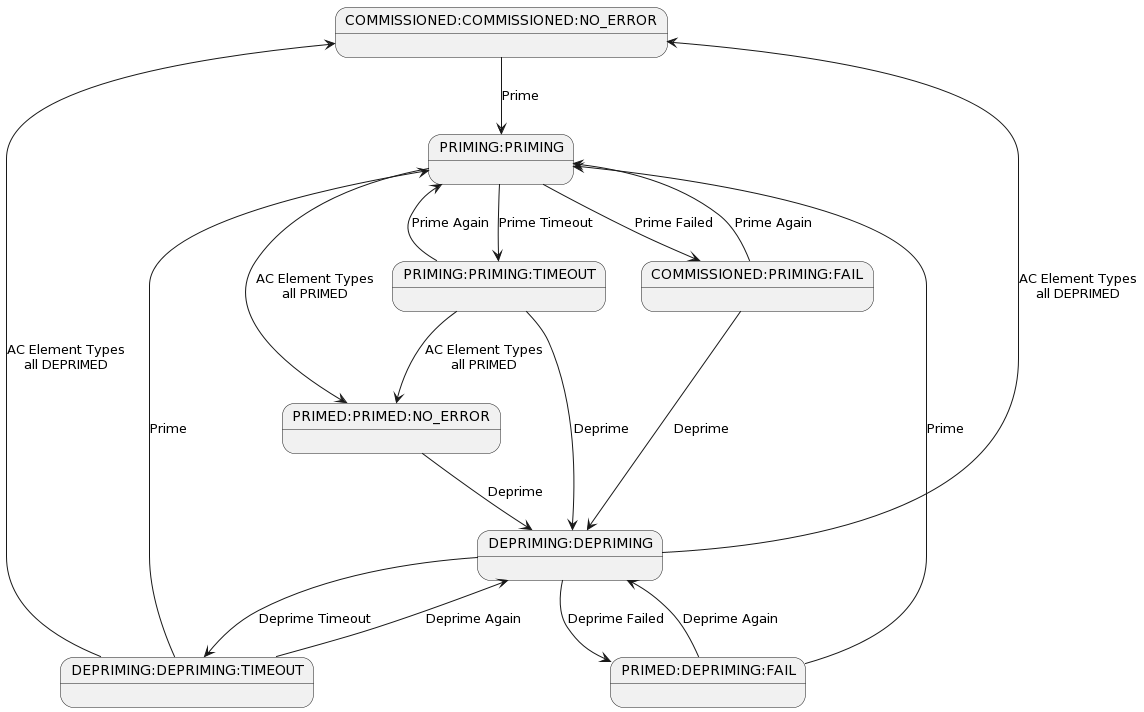 COMMISSIONED:COMMISSIONED:NO_ERROR
Prime
PRIMING:PRIMING
Prime Again
Prime Timeout
Prime Failed
Prime Again
AC Element Types
all PRIMED
PRIMING:PRIMING:TIMEOUT
COMMISSIONED:PRIMING:FAIL
AC Element Types
all DEPRIMED
AC Element Types
all DEPRIMED
AC Element Types
all PRIMED
PRIMED:PRIMED:NO_ERROR
Prime
Deprime
Deprime
Prime
Deprime
DEPRIMING:DEPRIMING
Deprime Timeout
Deprime Again
Deprime Failed
Deprime Again
DEPRIMING:DEPRIMING:TIMEOUT
PRIMED:DEPRIMING:FAIL